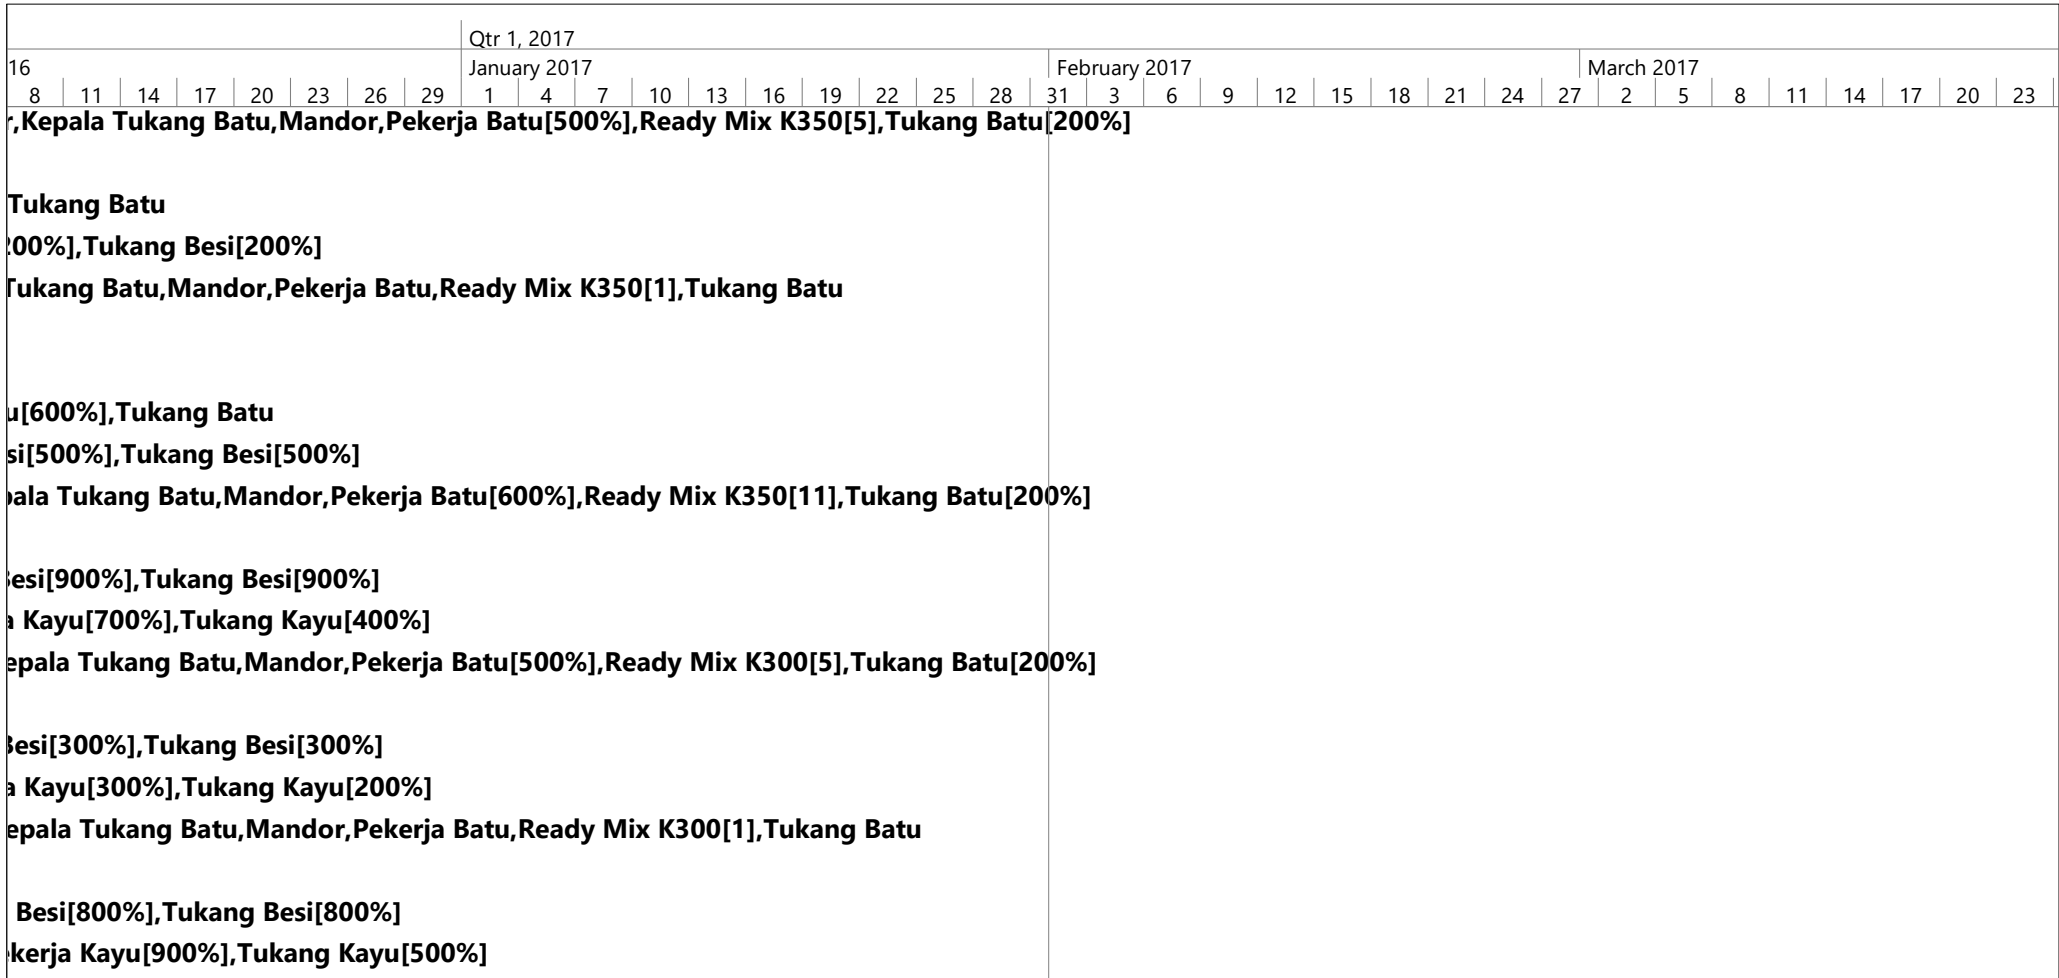 Qtr 1, 2017
16 January 2017 February 2017 March 2017
8 11 14 17 20 23 26 29 1 4 7 10 13 16 19 22 25 28 31 3 6 9 12 15 18 21 24 27 2 5 8 11 14 17 20 23
r,Kepala Tukang Batu,Mandor,Pekerja Batu[500%],Ready Mix K350[5],Tukang Batu[200%]
Tukang Batu
200%],Tukang Besi[200%]
Tukang Batu,Mandor,Pekerja Batu,Ready Mix K350[1],Tukang Batu
u[600%],Tukang Batu
si[500%],Tukang Besi[500%]
pala Tukang Batu,Mandor,Pekerja Batu[600%],Ready Mix K350[11],Tukang Batu[200%]
Besi[900%],Tukang Besi[900%]
a Kayu[700%],Tukang Kayu[400%]
epala Tukang Batu,Mandor,Pekerja Batu[500%],Ready Mix K300[5],Tukang Batu[200%]
Besi[300%],Tukang Besi[300%]
a Kayu[300%],Tukang Kayu[200%]
epala Tukang Batu,Mandor,Pekerja Batu,Ready Mix K300[1],Tukang Batu
Besi[800%],Tukang Besi[800%]
ekerja Kayu[900%],Tukang Kayu[500%]